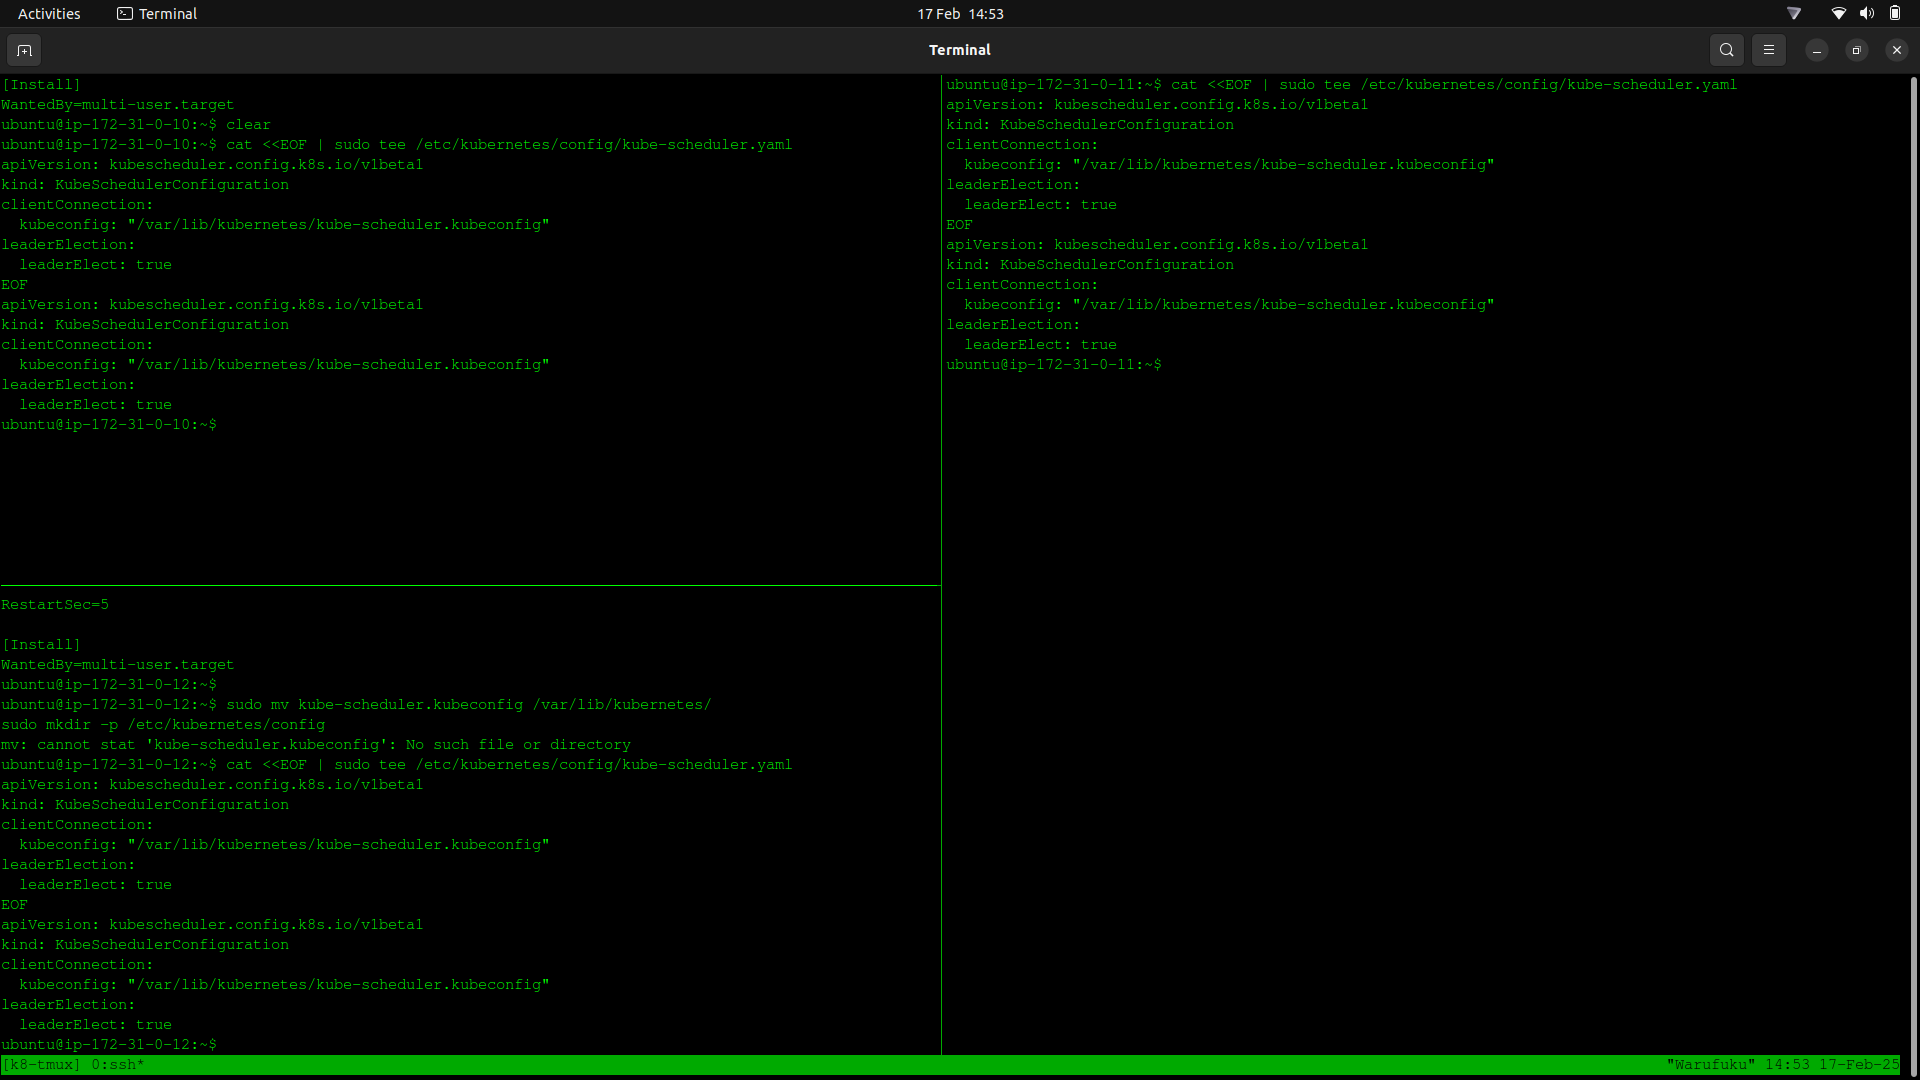 Activities
Terminal
17 Feb 14:53
Terminal
[Install]
WantedBy=multi-user.target
ubuntu@ip-172-31-0-10:~$ clear
ubuntu@ip-172-31-0-10:~$ cat <<EOF | sudo tee /etc/kubernetes/config/kube-scheduler.yaml
apiVersion: kubescheduler.config.k8s.io/v1beta1
kind: KubeSchedulerConfiguration
clientConnection:
  kubeconfig: "/var/lib/kubernetes/kube-scheduler.kubeconfig"
leaderElection:
  leaderElect: true
EOF
apiVersion: kubescheduler.config.k8s.io/v1beta1
kind: KubeSchedulerConfiguration
clientConnection:
  kubeconfig: "/var/lib/kubernetes/kube-scheduler.kubeconfig"
leaderElection:
  leaderElect: true
ubuntu@ip-172-31-0-10:~$
RestartSec=5
[Install]
WantedBy=multi-user.target
ubuntu@ip-172-31-0-12:~$
ubuntu@ip-172-31-0-12:~$ sudo mv kube-scheduler.kubeconfig /var/lib/kubernetes/
sudo mkdir -p /etc/kubernetes/config
mv: cannot stat 'kube-scheduler.kubeconfig': No such file or directory
ubuntu@ip-172-31-0-12:~$ cat <<EOF | sudo tee /etc/kubernetes/config/kube-scheduler.yaml
apiVersion: kubescheduler.config.k8s.io/v1beta1
kind: KubeSchedulerConfiguration
clientConnection:
  kubeconfig: "/var/lib/kubernetes/kube-scheduler.kubeconfig"
leaderElection:
  leaderElect: true
EOF
apiVersion: kubescheduler.config.k8s.io/v1beta1
kind: KubeSchedulerConfiguration
clientConnection:
  kubeconfig: "/var/lib/kubernetes/kube-scheduler.kubeconfig"
leaderElection:
  leaderElect: true
ubuntu@ip-172-31-0-12:~$
ubuntu@ip-172-31-0-11:~$ cat <<EOF | sudo tee /etc/kubernetes/config/kube-scheduler.yaml
apiVersion: kubescheduler.config.k8s.io/v1beta1
kind: KubeSchedulerConfiguration
clientConnection:
  kubeconfig: "/var/lib/kubernetes/kube-scheduler.kubeconfig"
leaderElection:
  leaderElect: true
EOF
apiVersion: kubescheduler.config.k8s.io/v1beta1
kind: KubeSchedulerConfiguration
clientConnection:
  kubeconfig: "/var/lib/kubernetes/kube-scheduler.kubeconfig"
leaderElection:
  leaderElect: true
ubuntu@ip-172-31-0-11:~$
[k8-tmux] 0:ssh*
"Warufuku" 14:53 17-Feb-25